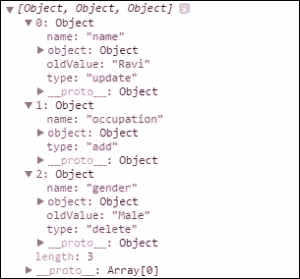 ▼ [Object, Object, Object] i
▼ 0: Object
name: "name"
▶ object: Object
oldValue: "Ravi"
type: "update"
▶ __proto__: Object
▼ 1: Object
name: "occupation"
▶ object: Object
type: "add"
▶ __proto__: Object
▼ 2: Object
name: "gender"
▶ object: Object
oldValue: "Male"
type: "delete"
▶ __proto__: Object
length: 3
▶ __proto__: Array[0]